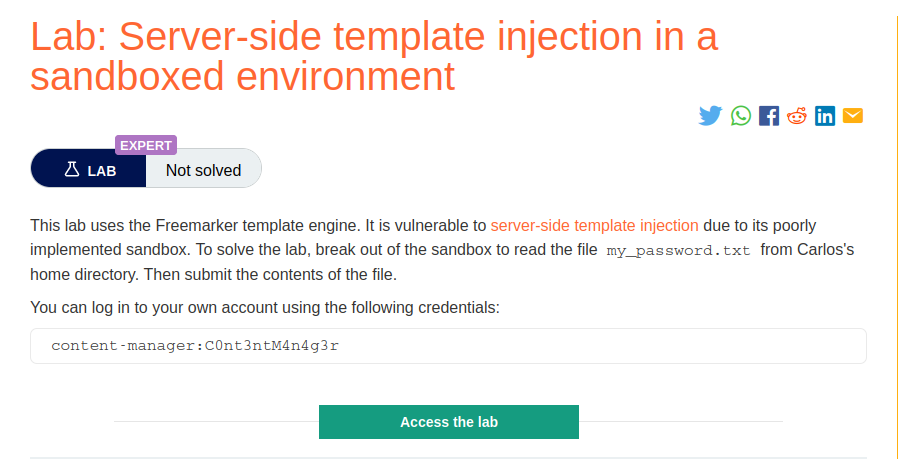 Lab: Server-side template injection in a
sandboxed environment
EXPERT
LAB
Not solved
This lab uses the Freemarker template engine. It is vulnerable to server-side template injection due to its poorly
implemented sandbox. To solve the lab, break out of the sandbox to read the file my_password.txt from Carlos's
home directory. Then submit the contents of the file.
You can log in to your own account using the following credentials:
content-manager:C0nt3ntM4n4g3r
Access the lab